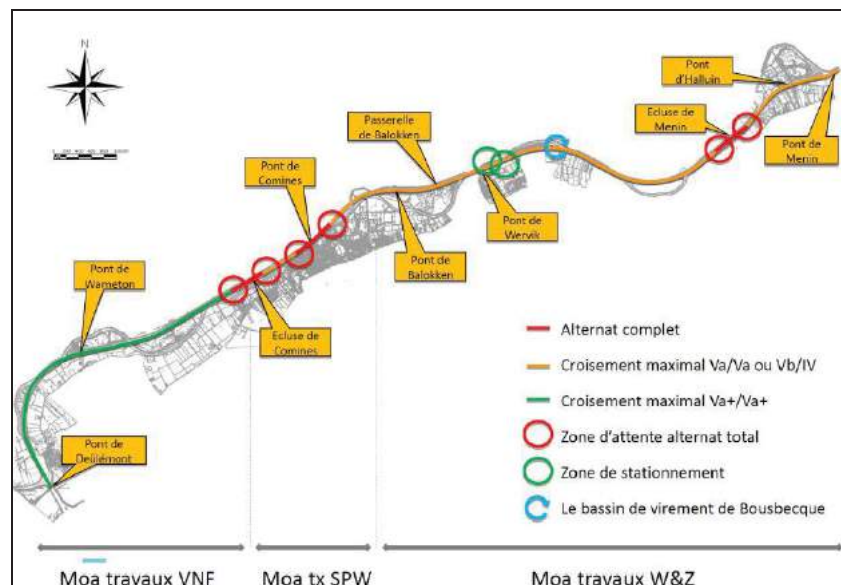 N
Pont
d'Halluin
Ecluse de
Menin
Passerelle
de Balokken
Pont de
Menin
Pont de
Comines
Pont de
Wervik
Pont de
Balokken
Pont de
Warneton
Ecluse de
Comines
Pont de
Deûlémont
Alternat complet
Croisement maximal Va/Va ou Vb/IV
Croisement maximal Va+/Va+
Zone d'attente alternat total
Zone de stationnement
Le bassin de virement de Bousbecque
Moa travaux VNF
Moa tx SPW
Moa travaux W&Z